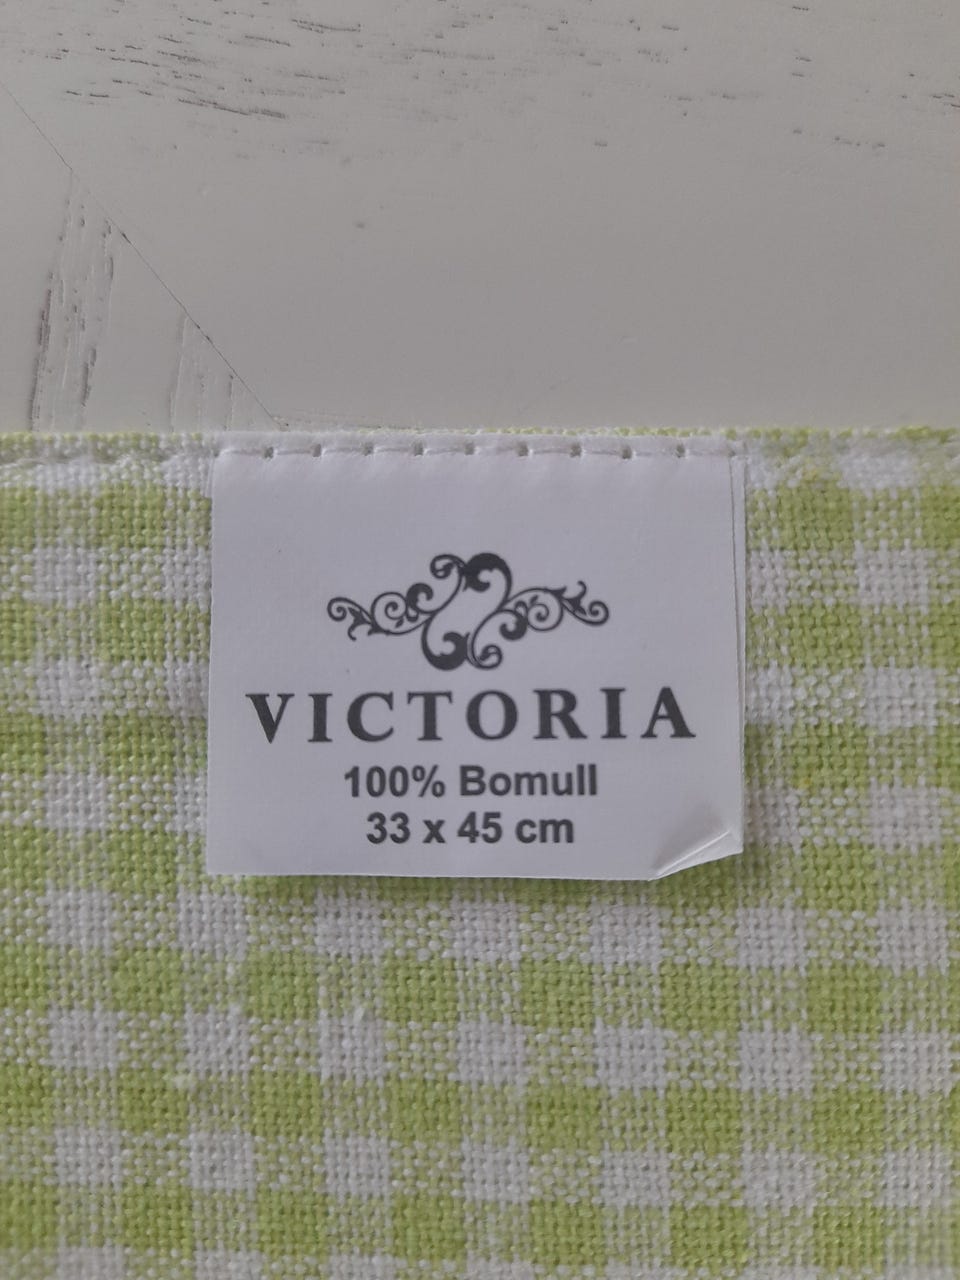 VICTORIA
100% Bomull
33 x 45 cm